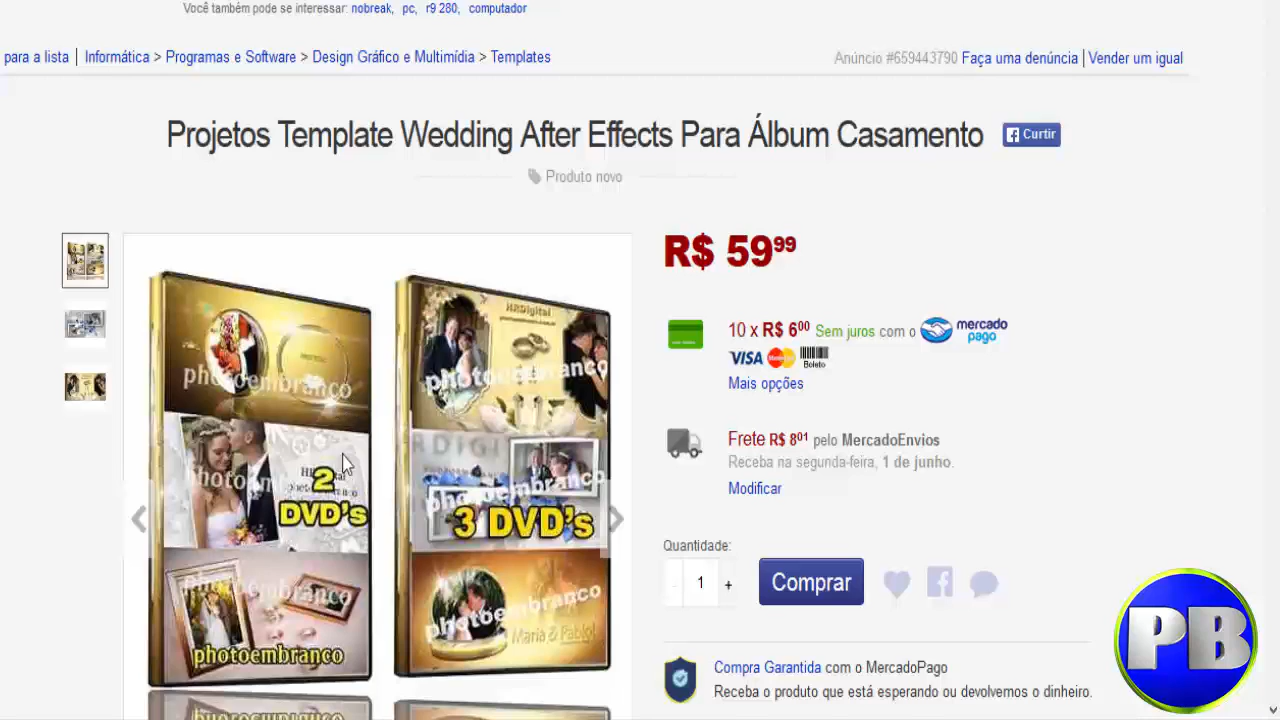 Você também pode se interessar: nobreak, pc, r9 280, computador
para a lista | Informática > Programas e Software > Design Gráfico e Multimídia > Templates
Anúncio #659443790 Faça uma denúncia | Vender um igual
Projetos Template Wedding After Effects Para Álbum Casamento
Curtir
Produto novo
R$ 59⁹⁹
10 x R$ 6⁰⁰ Sem juros com o mercado pago
VISA MasterCard Boleto
Mais opções
Frete R$ 8⁰¹ pelo MercadoEnvios
Receba na segunda-feira, 1 de junho.
Modificar
Quantidade:
- 1 +
Comprar
Compra Garantida com o MercadoPago
Receba o produto que está esperando ou devolvemos o dinheiro.
photoembranco
2
DVD's
photoembranco
photoembranco
HRDigital
photoembranco
photoembranco
3 DVD's
photoembranco
Maria & Pablo!
PB